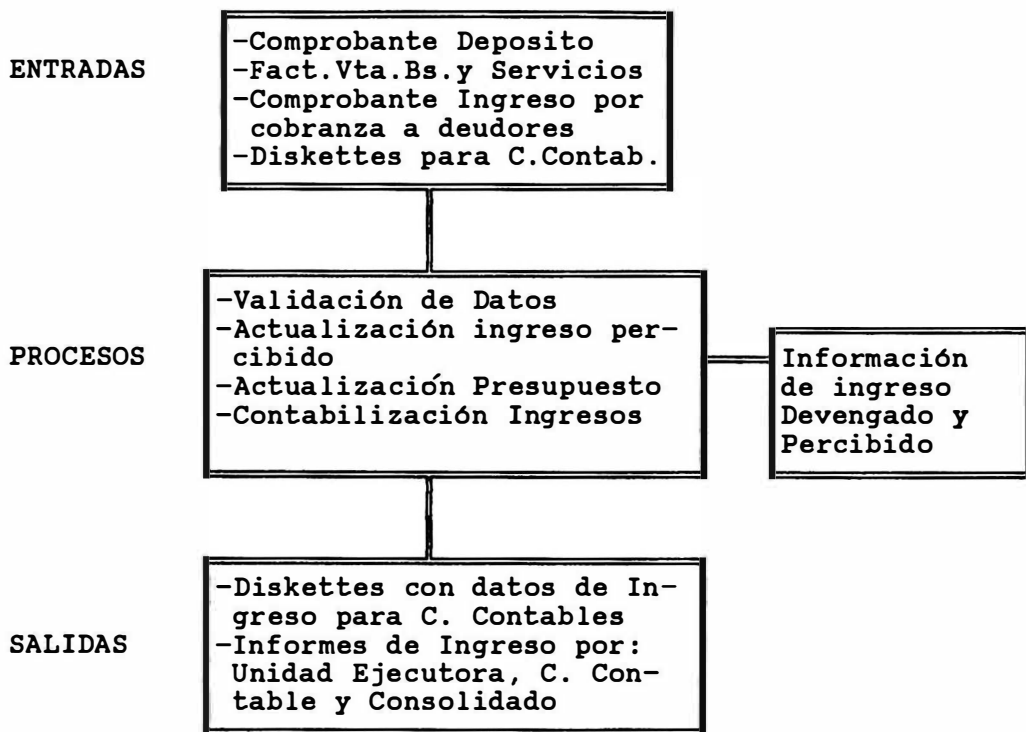 ENTRADAS
-Comprobante Deposito
-Fact.Vta.Bs.y Servicios
-Comprobante Ingreso por
cobranza a deudores
-Diskettes para C.Contab.
PROCESOS
-Validación de Datos
-Actualización ingreso per-
cibido
-Actualización Presupuesto
-Contabilización Ingresos
Información
de ingreso
Devengado y
Percibido
SALIDAS
-Diskettes con datos de In-
greso para C. Contables
-Informes de Ingreso por:
Unidad Ejecutora, C. Con-
table y Consolidado